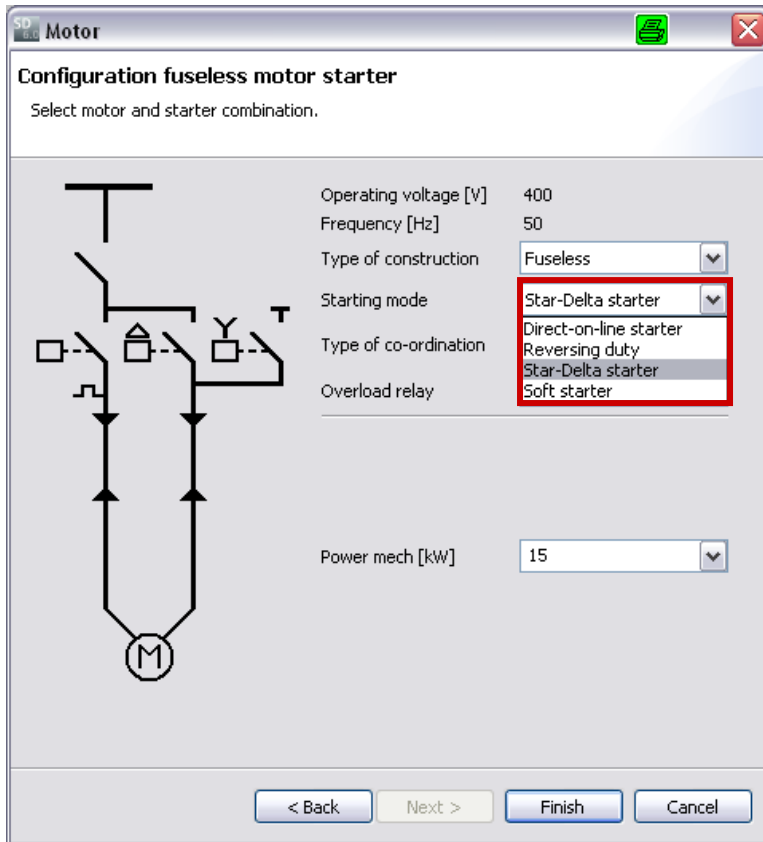 SD 6.0 Motor
Configuration fuseless motor starter
Select motor and starter combination.
Operating voltage [V] 400
Frequency [Hz] 50
Type of construction Fuseless
Starting mode Star-Delta starter
Direct-on-line starter
Type of co-ordination Reversing duty
Star-Delta starter
Overload relay Soft starter
Y
Power mech [kW] 15
M
< Back Next > Finish Cancel